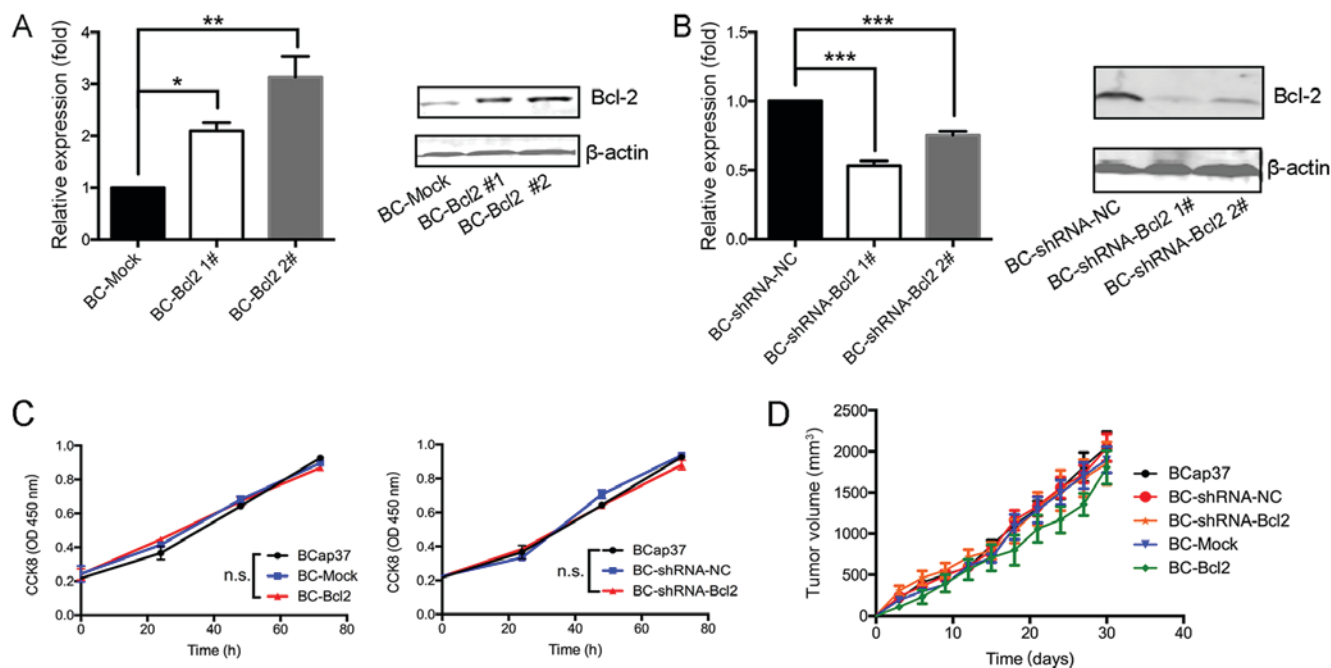 A
Relative expression (fold)
4
3
2
1
0
*
**
BC-Mock
BC-Bcl2 1#
BC-Bcl2 2#
Bcl-2
β-actin
BC-Mock
BC-Bcl2 #1
BC-Bcl2 #2
B
Relative expression (fold)
1.5
1.0
0.5
0.0
***
***
BC-shRNA-NC
BC-shRNA-Bcl2 1#
BC-shRNA-Bcl2 2#
Bcl-2
β-actin
BC-shRNA-NC
BC-shRNA-Bcl2 1#
BC-shRNA-Bcl2 2#
C
CCK8 (OD 450 nm)
1.0
0.8
0.6
0.4
0.2
0.0
0 20 40 60 80
Time (h)
n.s.
BCap37
BC-Mock
BC-Bcl2
CCK8 (OD 450 nm)
1.0
0.8
0.6
0.4
0.2
0.0
0 20 40 60 80
Time (h)
n.s.
BCap37
BC-shRNA-NC
BC-shRNA-Bcl2
D
Tumor volume (mm³)
2500
2000
1500
1000
500
0
0 10 20 30 40
Time (days)
BCap37
BC-shRNA-NC
BC-shRNA-Bcl2
BC-Mock
BC-Bcl2